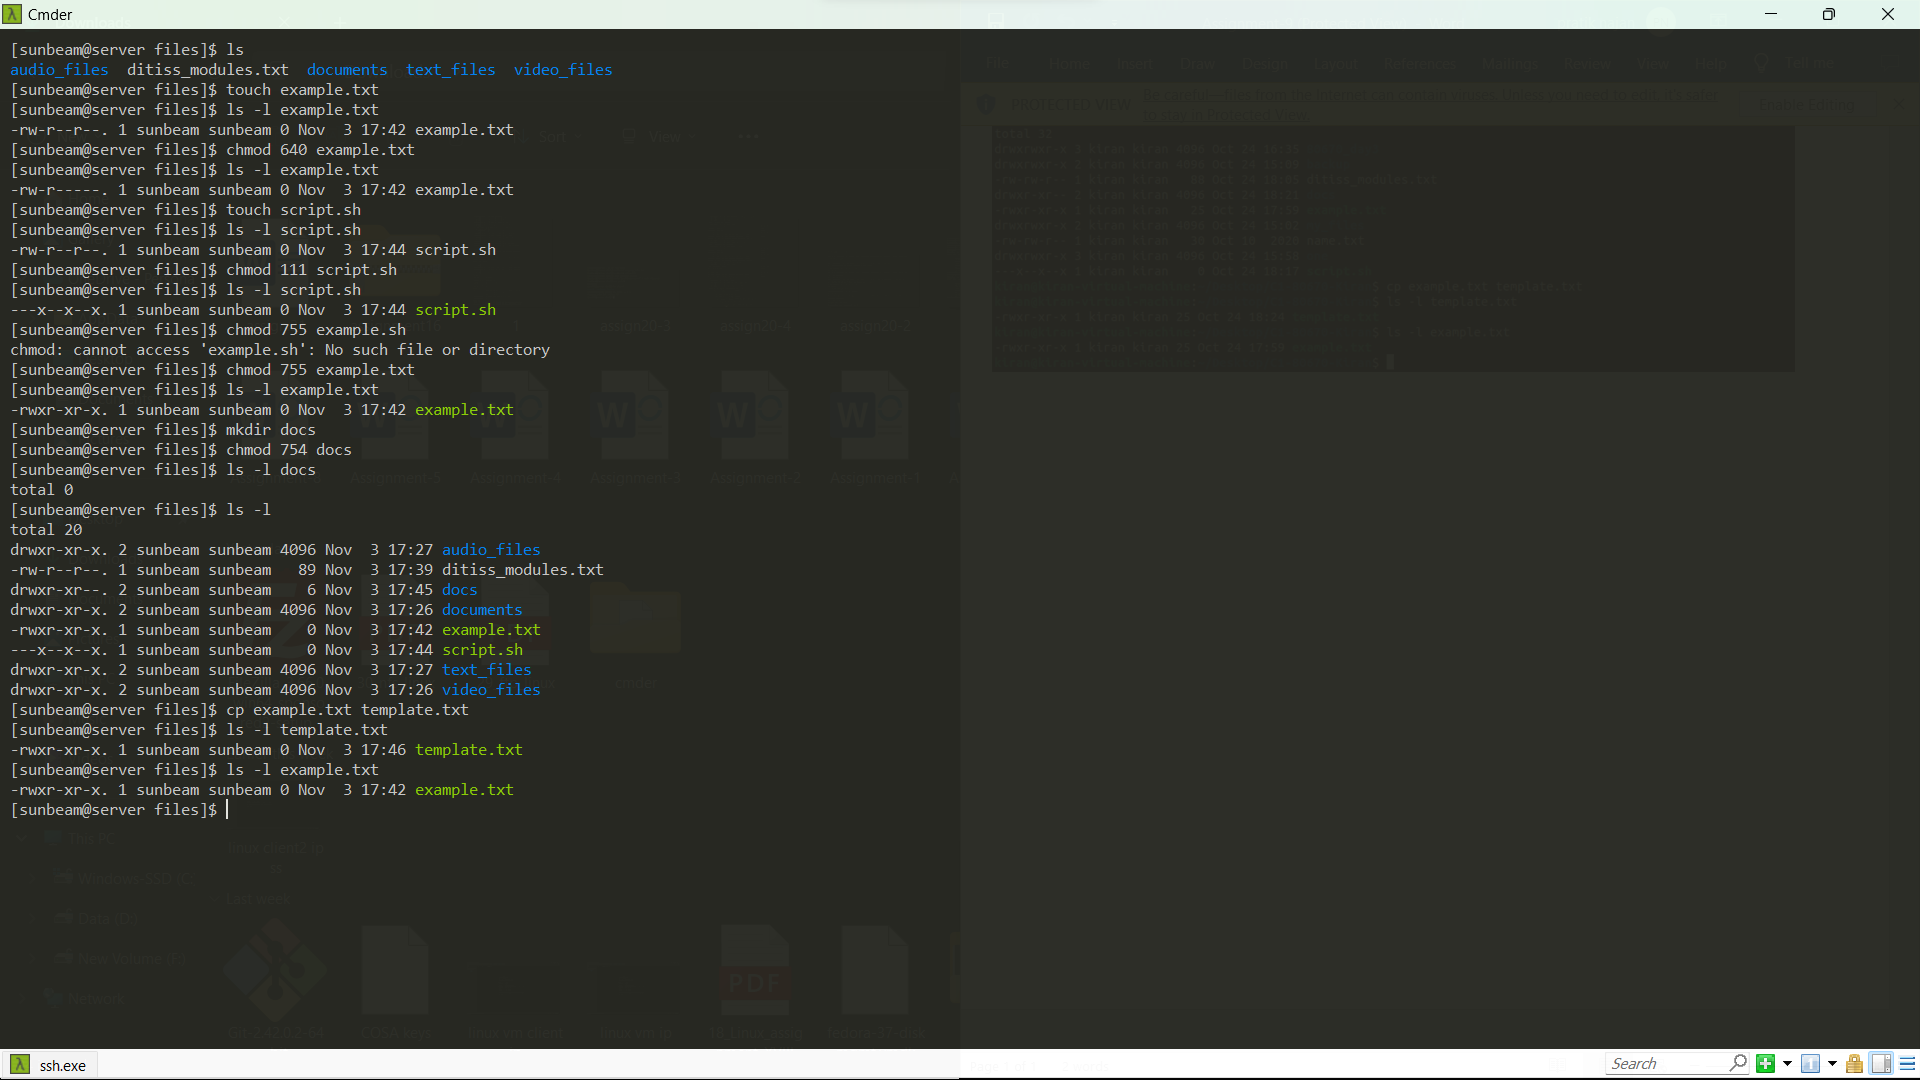 Cmder
[sunbeam@server files]$ ls
audio_files  ditiss_modules.txt  documents  text_files  video_files
[sunbeam@server files]$ touch example.txt
[sunbeam@server files]$ ls -l example.txt
-rw-r--r--. 1 sunbeam sunbeam 0 Nov  3 17:42 example.txt
[sunbeam@server files]$ chmod 640 example.txt
[sunbeam@server files]$ ls -l example.txt
-rw-r-----. 1 sunbeam sunbeam 0 Nov  3 17:42 example.txt
[sunbeam@server files]$ touch script.sh
[sunbeam@server files]$ ls -l script.sh
-rw-r--r--. 1 sunbeam sunbeam 0 Nov  3 17:44 script.sh
[sunbeam@server files]$ chmod 111 script.sh
[sunbeam@server files]$ ls -l script.sh
---x--x--x. 1 sunbeam sunbeam 0 Nov  3 17:44 script.sh
[sunbeam@server files]$ chmod 755 example.sh
chmod: cannot access 'example.sh': No such file or directory
[sunbeam@server files]$ chmod 755 example.txt
[sunbeam@server files]$ ls -l example.txt
-rwxr-xr-x. 1 sunbeam sunbeam 0 Nov  3 17:42 example.txt
[sunbeam@server files]$ mkdir docs
[sunbeam@server files]$ chmod 754 docs
[sunbeam@server files]$ ls -l docs
total 0
[sunbeam@server files]$ ls -l
total 20
drwxr-xr-x. 2 sunbeam sunbeam 4096 Nov  3 17:27 audio_files
-rw-r--r--. 1 sunbeam sunbeam   89 Nov  3 17:39 ditiss_modules.txt
drwxr-xr--. 2 sunbeam sunbeam    6 Nov  3 17:45 docs
drwxr-xr-x. 2 sunbeam sunbeam 4096 Nov  3 17:26 documents
-rwxr-xr-x. 1 sunbeam sunbeam    0 Nov  3 17:42 example.txt
---x--x--x. 1 sunbeam sunbeam    0 Nov  3 17:44 script.sh
drwxr-xr-x. 2 sunbeam sunbeam 4096 Nov  3 17:27 text_files
drwxr-xr-x. 2 sunbeam sunbeam 4096 Nov  3 17:26 video_files
[sunbeam@server files]$ cp example.txt template.txt
[sunbeam@server files]$ ls -l template.txt
-rwxr-xr-x. 1 sunbeam sunbeam 0 Nov  3 17:46 template.txt
[sunbeam@server files]$ ls -l example.txt
-rwxr-xr-x. 1 sunbeam sunbeam 0 Nov  3 17:42 example.txt
[sunbeam@server files]$
ssh.exe
Search